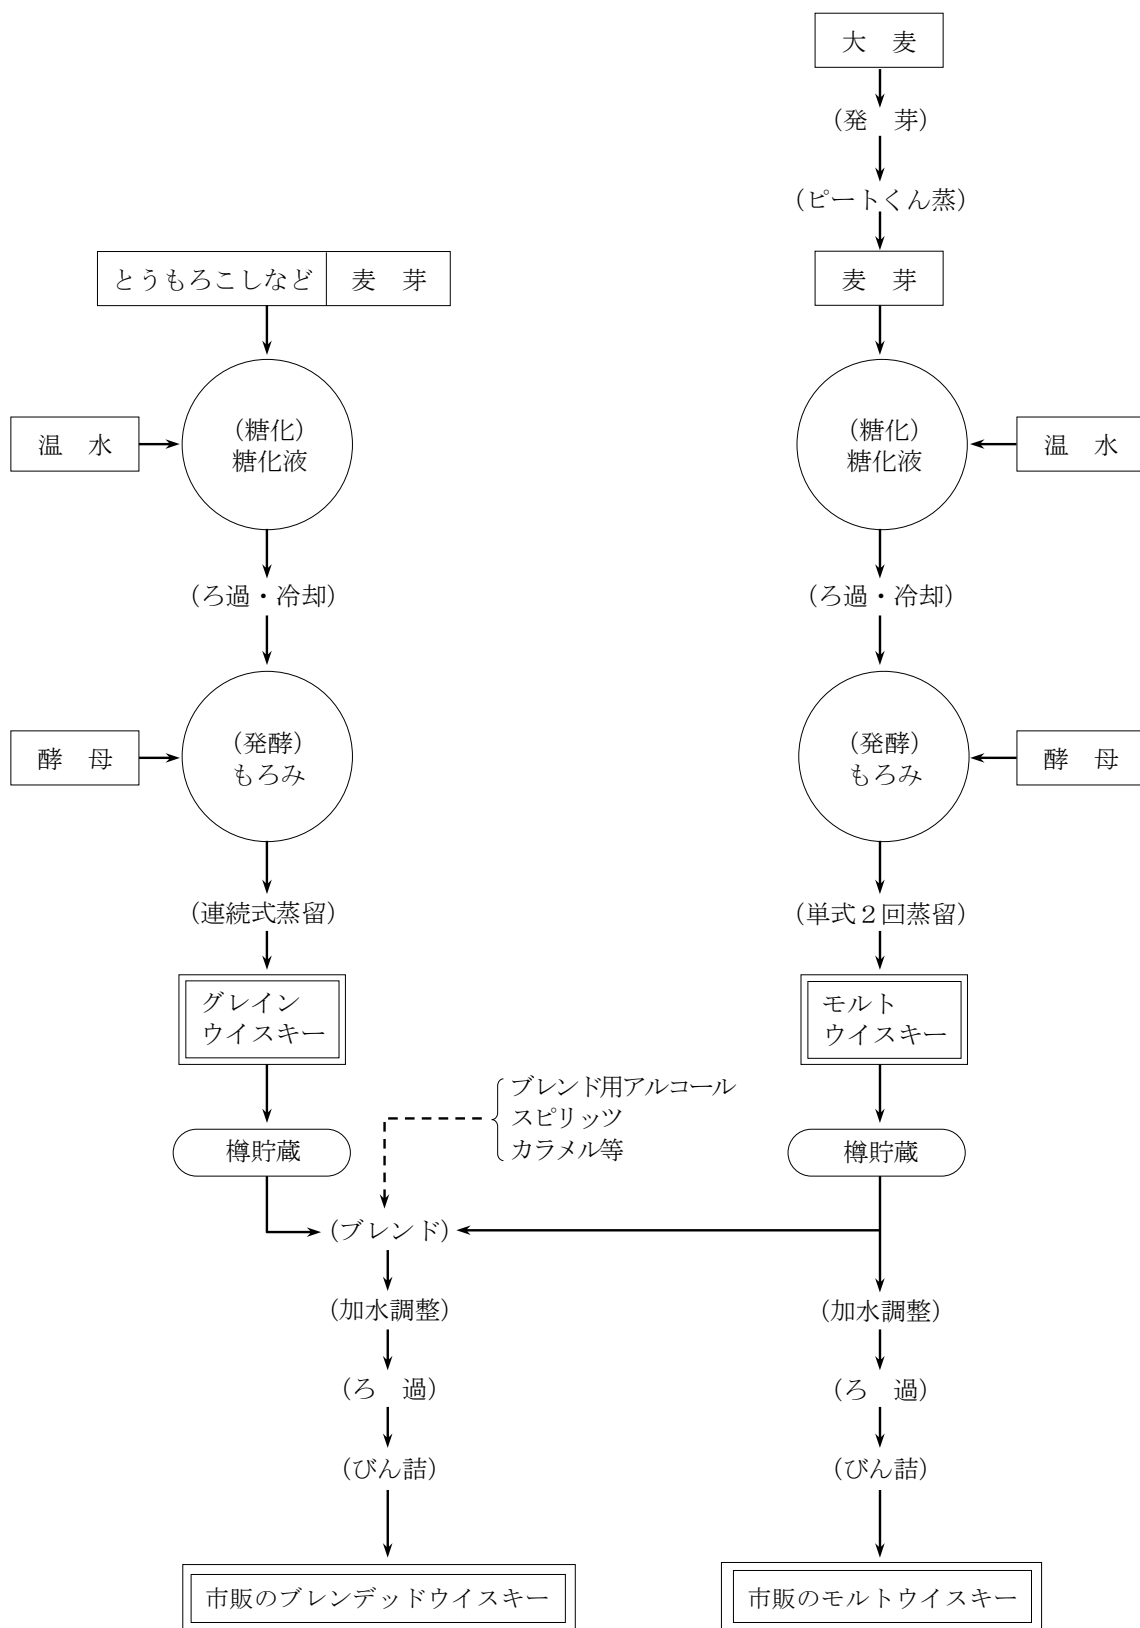 大　麦
（発　芽）
（ピートくん蒸）
とうもろこしなど
麦　芽
麦　芽
（糖化）
糖化液
温　水
（糖化）
糖化液
温　水
（ろ過・冷却）
（ろ過・冷却）
（発酵）
もろみ
酵　母
（発酵）
もろみ
酵　母
（連続式蒸留）
（単式２回蒸留）
グレイン
ウイスキー
モルト
ウイスキー
ブレンド用アルコール
スピリッツ
カラメル等
樽貯蔵
樽貯蔵
（ブレンド）
（加水調整）
（加水調整）
（ろ　過）
（ろ　過）
（びん詰）
（びん詰）
市販のブレンデッドウイスキー
市販のモルトウイスキー